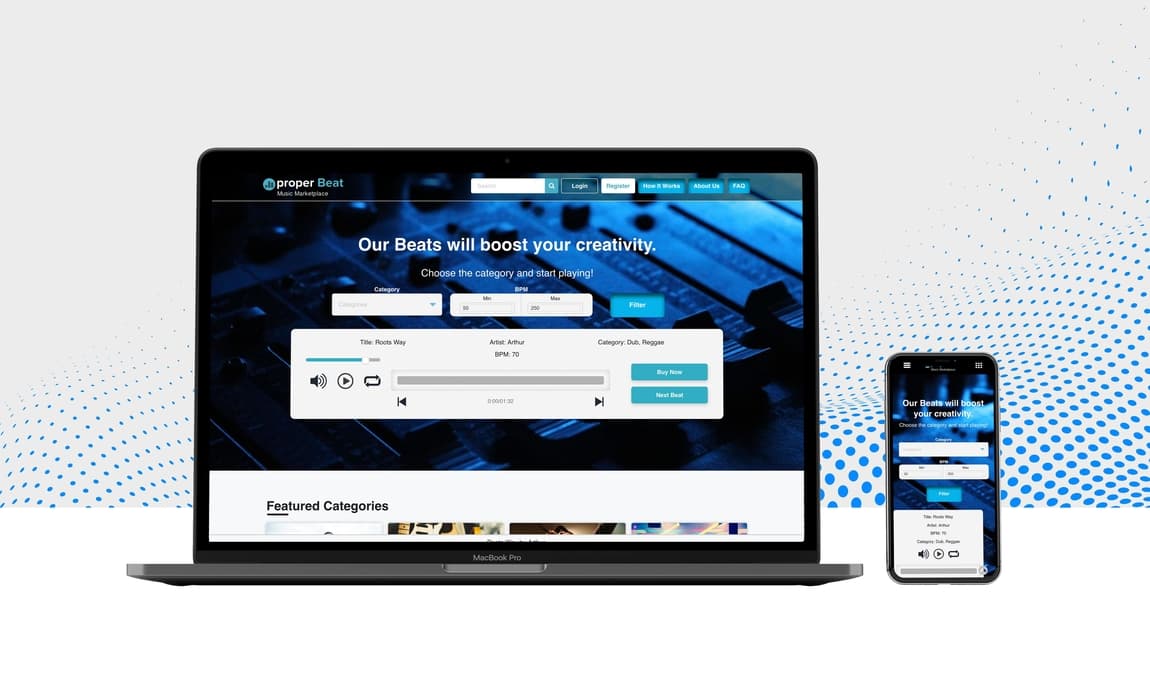 proper Beat
Music Marketplace
Search
Login
Register
How It Works
About Us
FAQ
Our Beats will boost your creativity.
Choose the category and start playing!
Category
BPM
Categories
Min
Max
50
250
Filter
Title: Roots Way
Artist: Arthur
Category: Dub, Reggae
BPM: 70
Buy Now
Next Beat
0:00/01:32
Featured Categories
MacBook Pro
Our Beats will boost
your creativity.
Choose the category and start playing!
Category
BPM
Min
Max
Filter
Title: Roots Way
Artist: Arthur
BPM: 70
Category: Dub, Reggae